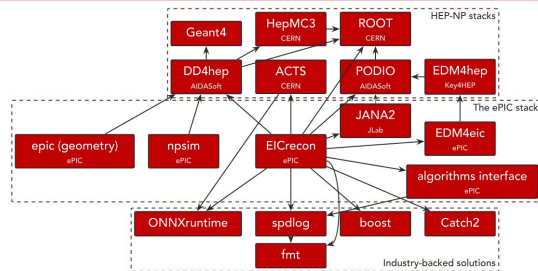 HEP-NP stacks
Geant4
HepMC3
CERN
ROOT
CERN
DD4hep
AIDASoft
ACTS
CERN
PODIO
AIDASoft
EDM4hep
Key4HEP
The ePIC stack
JANA2
JLab
EDM4eic
ePIC
epic (geometry)
ePIC
npsim
ePIC
EICrecon
ePIC
algorithms interface
ePIC
ONNXruntime
spdlog
boost
Catch2
fmt
Industry-backed solutions